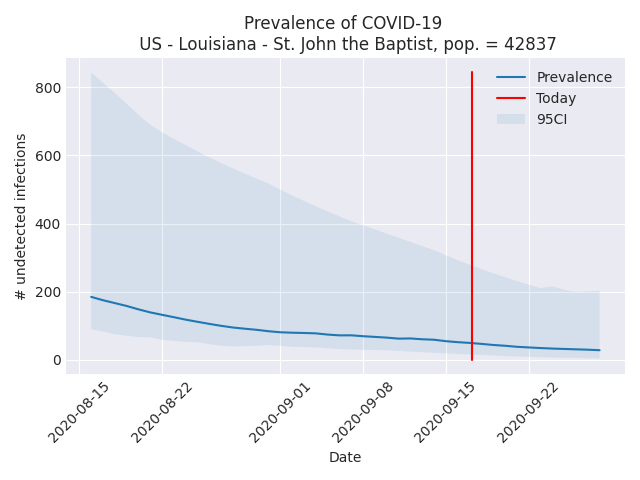 Prevalence of COVID-19
US - Louisiana - St. John the Baptist, pop. = 42837
# undetected infections
800
600
400
200
0
Prevalence
Today
95CI
2020-08-15
2020-08-22
2020-09-01
2020-09-08
2020-09-15
2020-09-22
Date